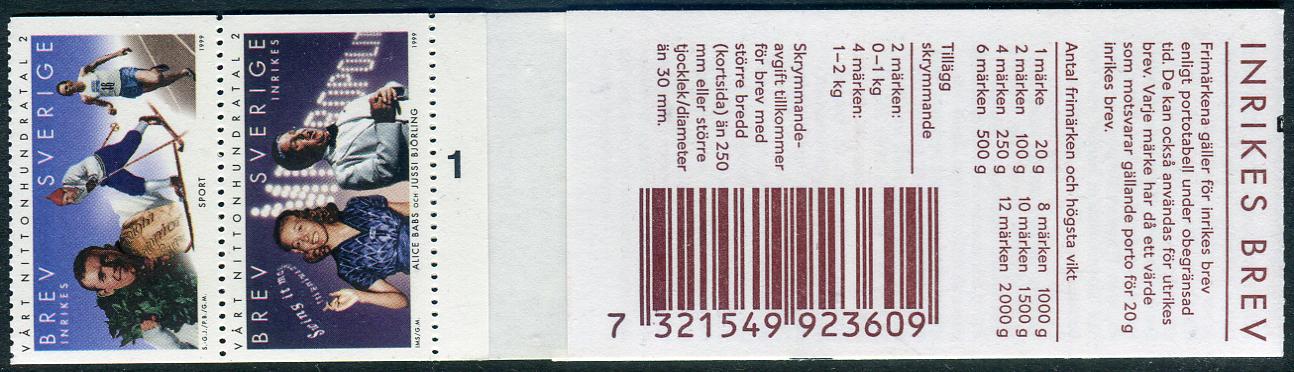 VÅRT NITTONHUNDRATAL 2
BREV
INRIKES
SVERIGE
1999
SPORT
S.-G.J./P.B./G.M.
VÅRT NITTONHUNDRATAL 2
BREV
SVERIGE
INRIKES
1999
Swing it m
ALICE BABS OCH JUSSI BJÖRLING
IMS/G.M.
1
INRIKES BREV
Frimärkena gäller för inrikes brev
enligt portotabell under obegränsad
tid. De kan också användas för utrikes
brev. Varje märke har då ett värde
som motsvarar gällande porto för 20 g
inrikes brev.
Antal frimärken och högsta vikt
1 märke 20 g 8 märken 1000 g
2 märken 100 g 10 märken 1500 g
4 märken 250 g 12 märken 2000 g
6 märken 500 g
Tillägg
skrymmande
2 märken:
0–1 kg
4 märken:
1–2 kg
Skrymmande-
avgift tillkommer
för brev med
större bredd
(kortsida) än 250
mm eller större
tjocklek/diameter
än 30 mm.
7 321549 923609